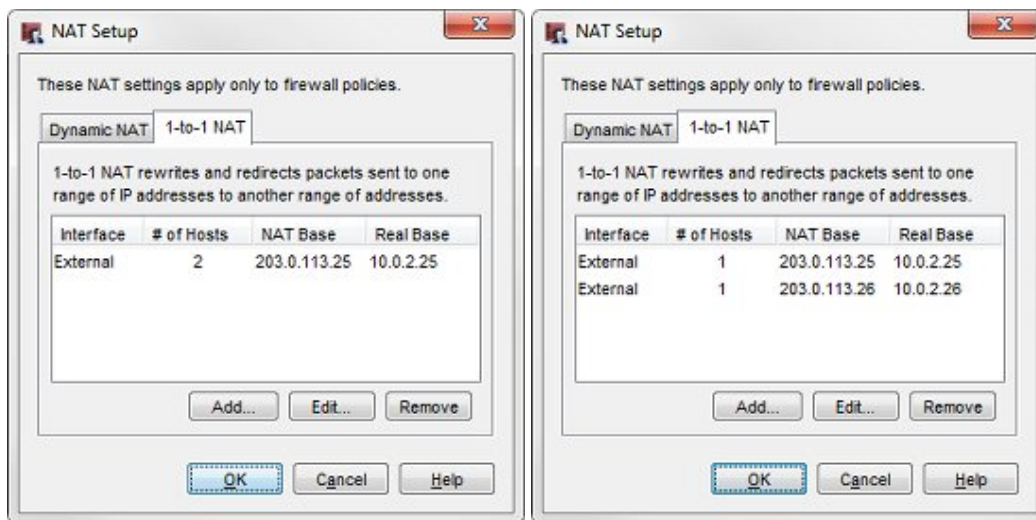 NAT Setup
These NAT settings apply only to firewall policies.
Dynamic NAT 1-to-1 NAT
1-to-1 NAT rewrites and redirects packets sent to one
range of IP addresses to another range of addresses.
Interface # of Hosts NAT Base Real Base
External 2 203.0.113.25 10.0.2.25
Add... Edit... Remove
OK Cancel Help
NAT Setup
These NAT settings apply only to firewall policies.
Dynamic NAT 1-to-1 NAT
1-to-1 NAT rewrites and redirects packets sent to one
range of IP addresses to another range of addresses.
Interface # of Hosts NAT Base Real Base
External 1 203.0.113.25 10.0.2.25
External 1 203.0.113.26 10.0.2.26
Add... Edit... Remove
OK Cancel Help